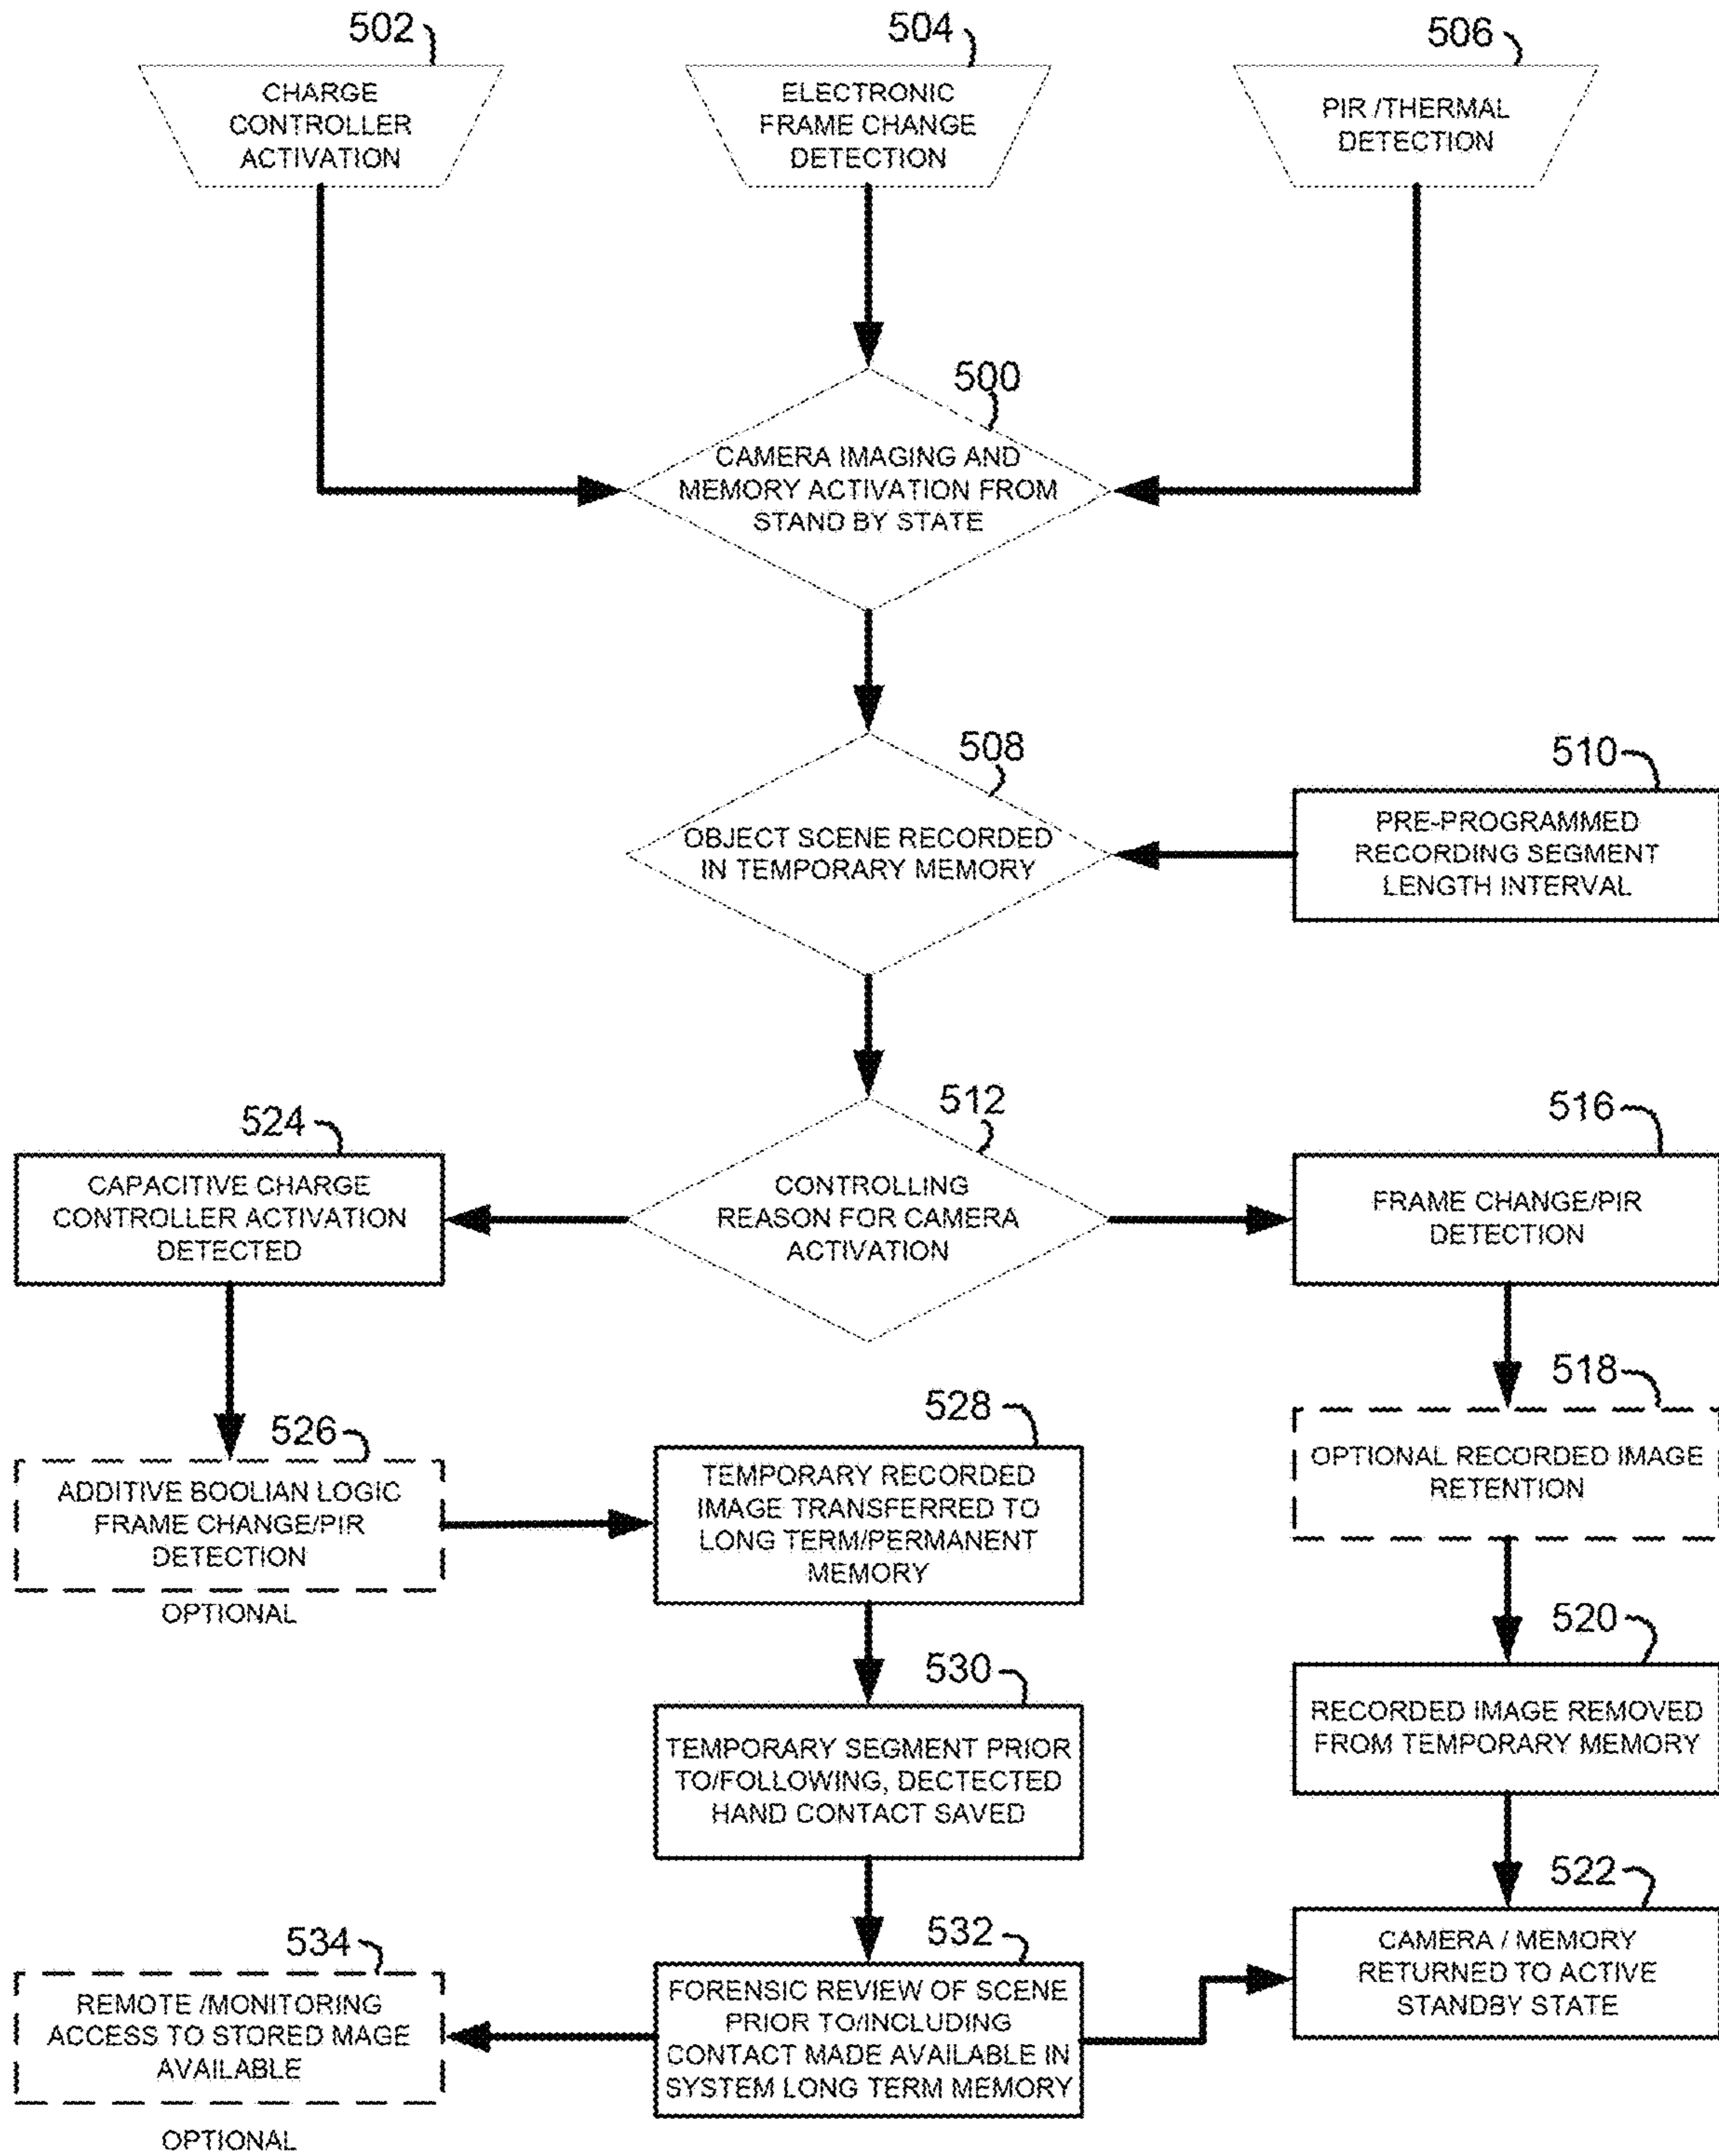 502
CHARGE
CONTROLLER
ACTIVATION
504
ELECTRONIC
FRAME CHANGE
DETECTION
506
PIR /THERMAL
DETECTION
500
CAMERA IMAGING AND
MEMORY ACTIVATION FROM
STAND BY STATE
508
OBJECT SCENE RECORDED
IN TEMPORARY MEMORY
510
PRE-PROGRAMMED
RECORDING SEGMENT
LENGTH INTERVAL
512
CONTROLLING
REASON FOR CAMERA
ACTIVATION
524
CAPACITIVE CHARGE
CONTROLLER ACTIVATION
DETECTED
516
FRAME CHANGE/PIR
DETECTION
518
OPTIONAL RECORDED IMAGE
RETENTION
526
ADDITIVE BOOLIAN LOGIC
FRAME CHANGE/PIR
DETECTION
OPTIONAL
528
TEMPORARY RECORDED
IMAGE TRANSFERRED TO
LONG TERM/PERMANENT
MEMORY
520
RECORDED IMAGE REMOVED
FROM TEMPORARY MEMORY
530
TEMPORARY SEGMENT PRIOR
TO/FOLLOWING, DECTECTED
HAND CONTACT SAVED
522
CAMERA / MEMORY
RETURNED TO ACTIVE
STANDBY STATE
532
FORENSIC REVIEW OF SCENE
PRIOR TO/INCLUDING
CONTACT MADE AVAILABLE IN
SYSTEM LONG TERM MEMORY
534
REMOTE /MONITORING
ACCESS TO STORED MAGE
AVAILABLE
OPTIONAL